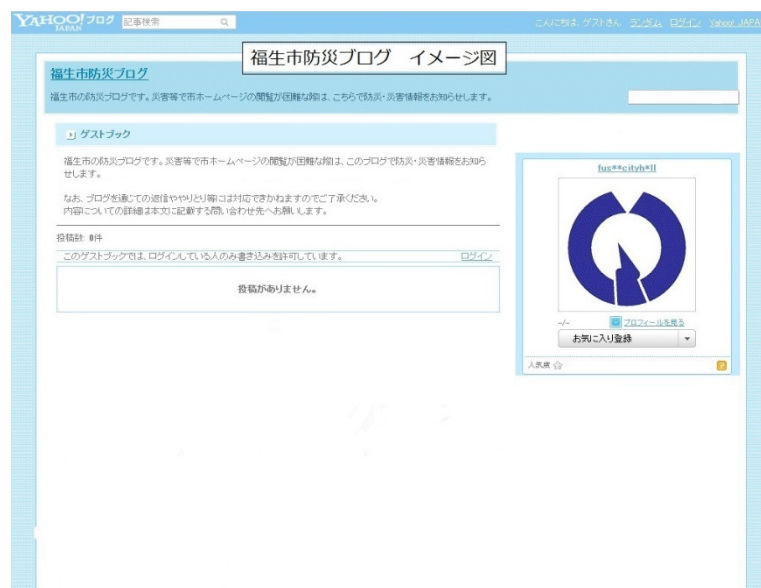 YAHOO!ブログ
JAPAN
記事検索
こんにちは、ゲストさん ランダム ログイン Yahoo! JAPA
福生市防災ブログ イメージ図
福生市防災ブログ
福生市の防災ブログです。災害等で市ホームページの閲覧が困難な際は、こちらで防災・災害情報をお知らせします。
ゲストブック
福生市の防災ブログです。災害等で市ホームページの閲覧が困難な際は、このブログで防災・災害情報をお知ら
せします。
なお、ブログを通じての返信ややりとり等には対応できかねますのでご了承ください。
内容についての詳細は本文に記載する問い合わせ先へお願いします。
投稿数: 0件
このゲストブックでは、ログインしている人のみ書き込みを許可しています。 ログイン
投稿がありません。
fus**cityh*ll
-/-
プロフィールを見る
お気に入り登録
人気度